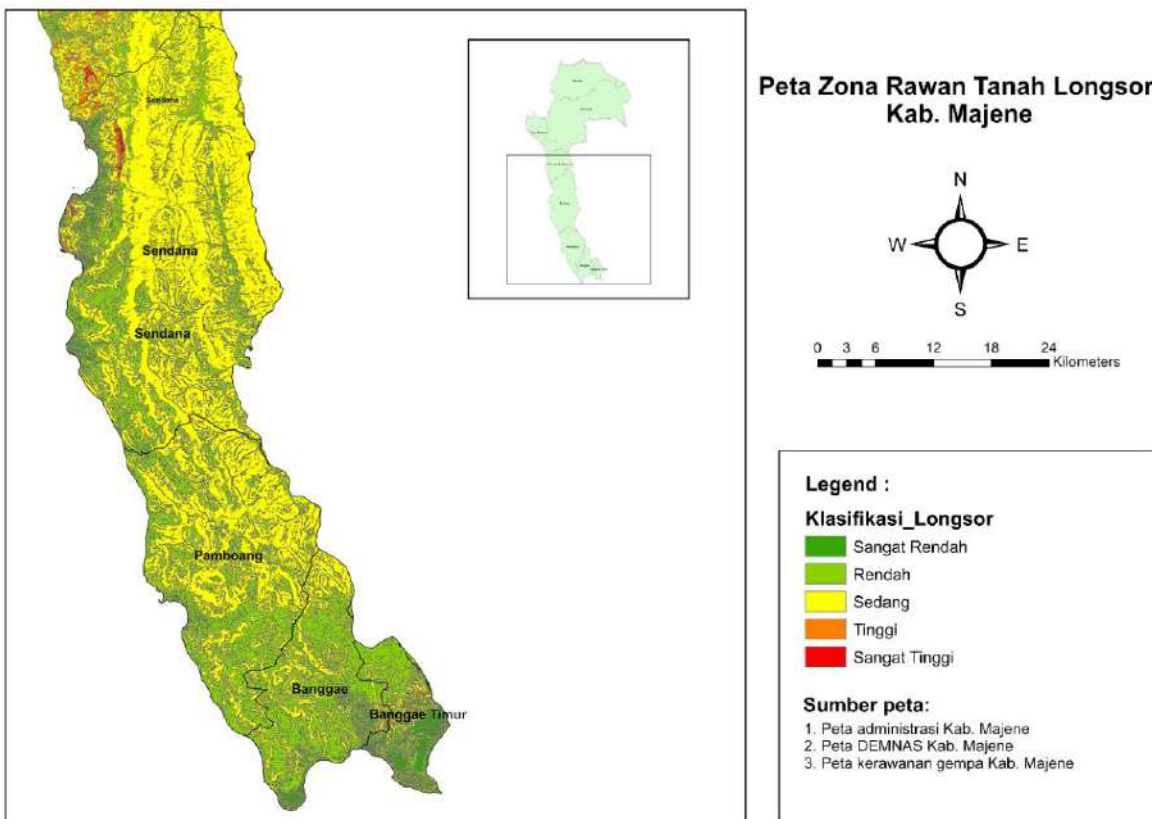 Peta Zona Rawan Tanah Longsor
Kab. Majene
N
W
E
S
0 3 6 12 18 24
Kilometers
Sendana
Sendana
Sendana
Pamboang
Banggae
Banggae Timur
Legend :
Klasifikasi_Longsor
Sangat Rendah
Rendah
Sedang
Tinggi
Sangat Tinggi
Sumber peta:
1. Peta administrasi Kab. Majene
2. Peta DEMNAS Kab. Majene
3. Peta kerawanan gempa Kab. Majene